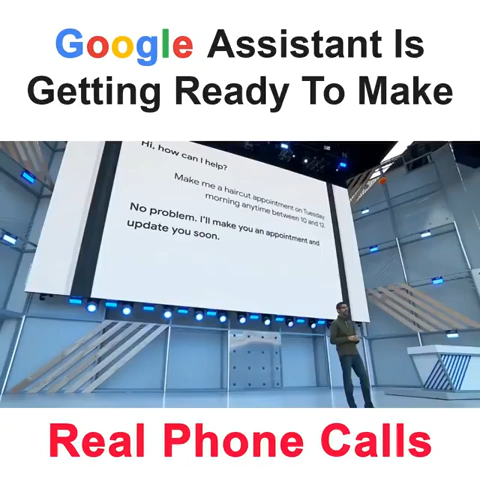 Google Assistant Is
Getting Ready To Make
Hi, how can I help?
Make me a haircut appointment on Tuesday
morning anytime between 10 and 12.
No problem. I'll make you an appointment and
update you soon.
Real Phone Calls